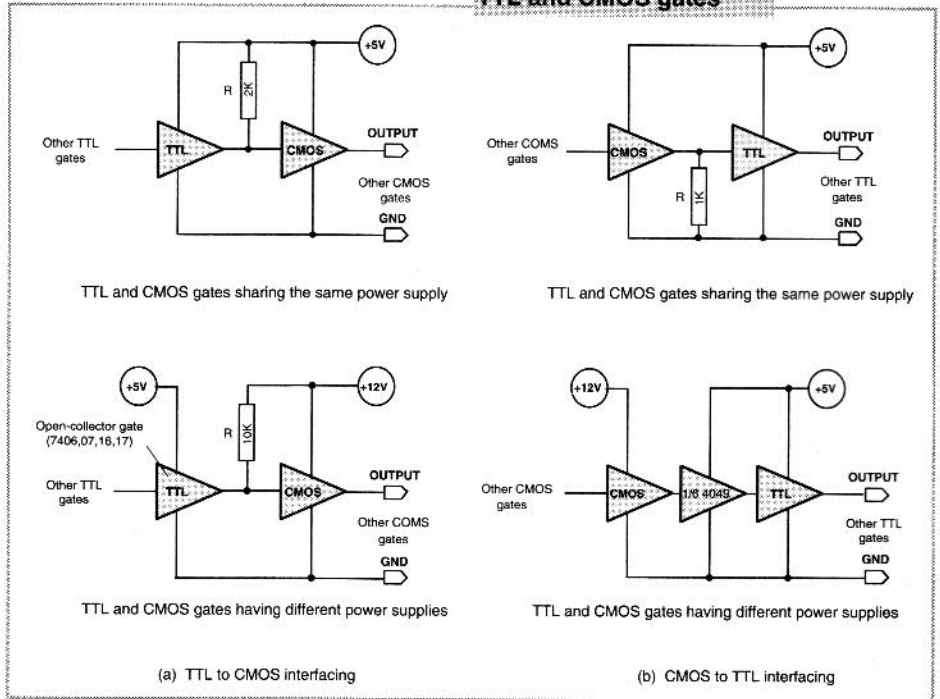 TTL and CMOS gates
+5V
R
2K
Other TTL
gates
TTL
CMOS
OUTPUT
Other CMOS
gates
GND
TTL and CMOS gates sharing the same power supply
+5V
Other COMS
gates
CMOS
TTL
OUTPUT
R
1K
Other TTL
gates
GND
TTL and CMOS gates sharing the same power supply
+5V
+12V
Open-collector gate
(7406,07,16,17)
R
10K
Other TTL
gates
TTL
CMOS
OUTPUT
Other COMS
gates
GND
TTL and CMOS gates having different power supplies
+12V
+5V
Other CMOS
gates
CMOS
1/6 4049
TTL
OUTPUT
Other TTL
gates
GND
TTL and CMOS gates having different power supplies
(a) TTL to CMOS interfacing
(b) CMOS to TTL interfacing